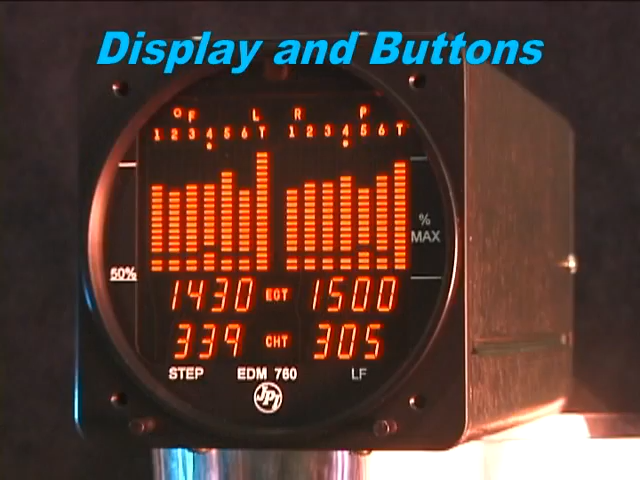 Display and Buttons
°F L R P
1 2 3 4 5 6 T 1 2 3 4 5 6 T
%
MAX
50%
1430 EGT 1500
339 CHT 305
STEP EDM 760 LF
JPI